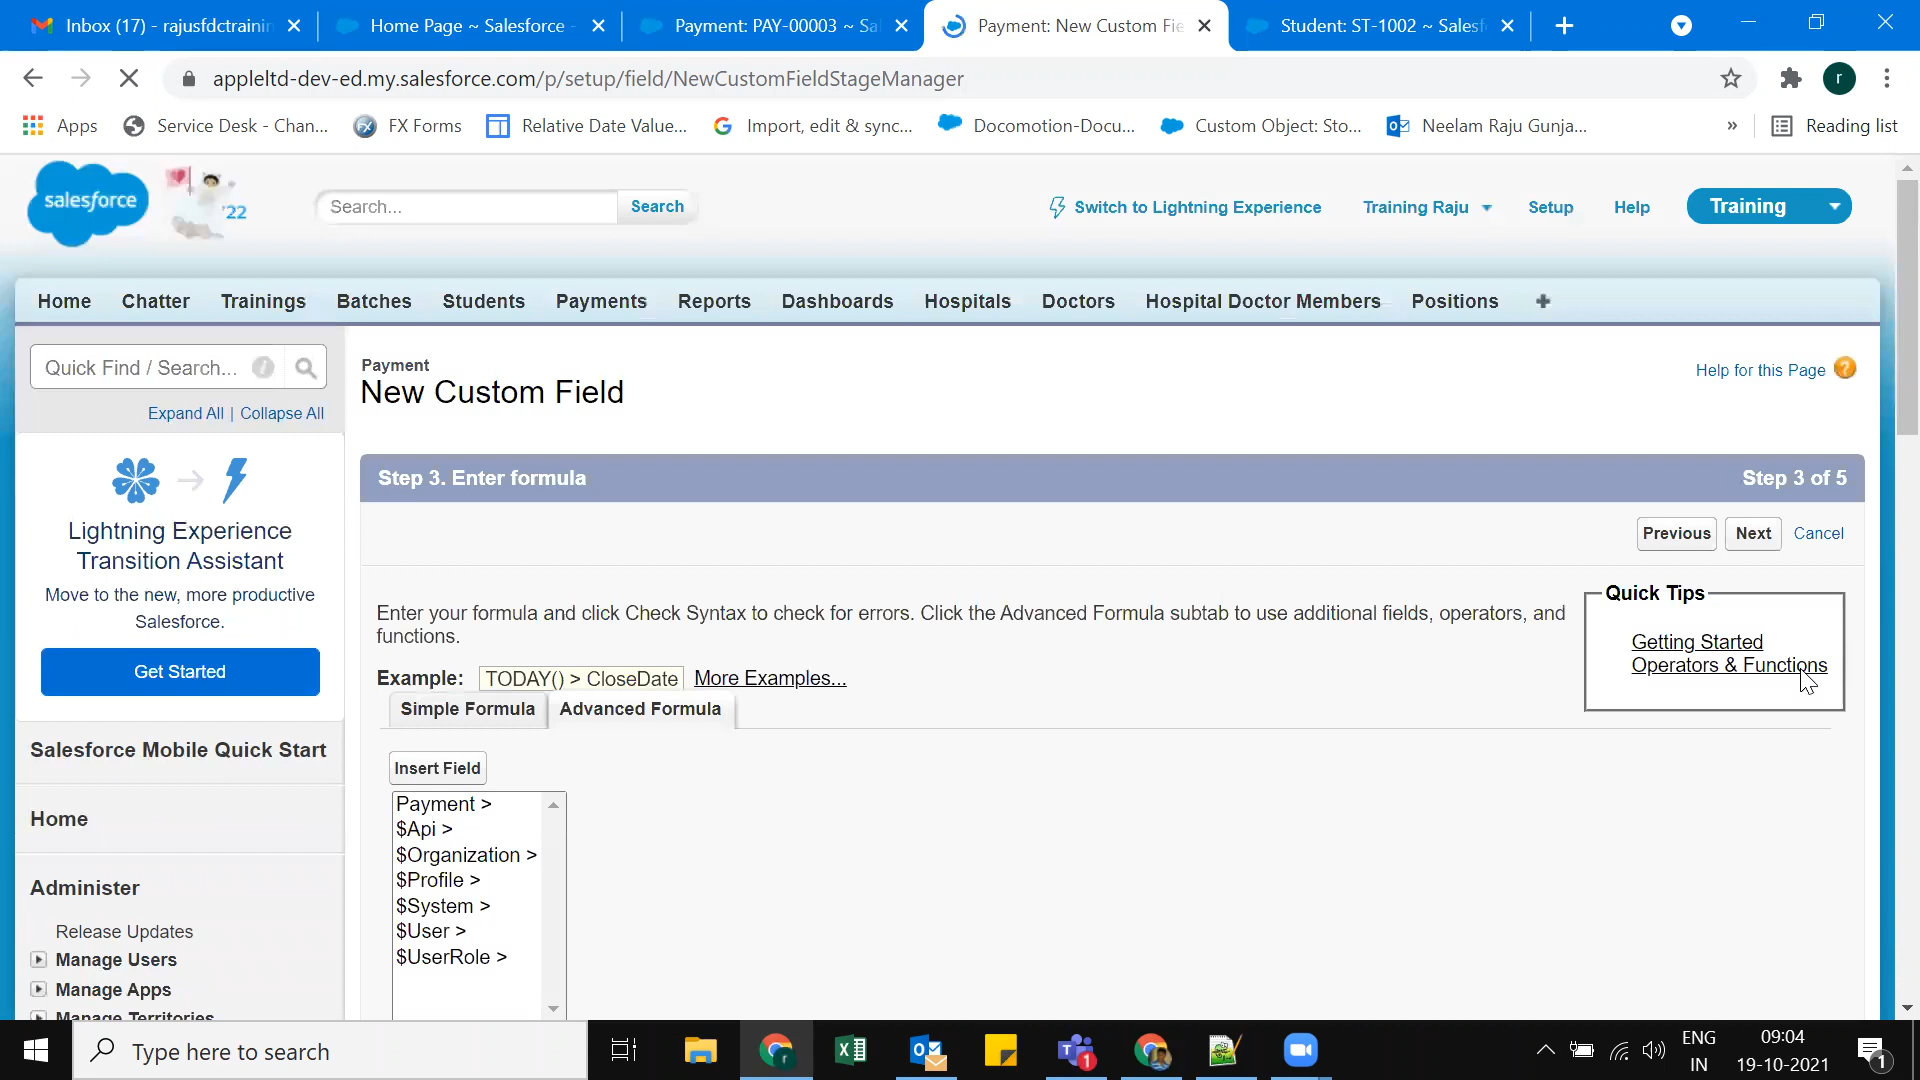 Inbox (17) - rajusfdctrainin
Home Page ~ Salesforce -
Payment: PAY-00003 ~ Sa
Payment: New Custom Fie
Student: ST-1002 ~ Salesf
appleltd-dev-ed.my.salesforce.com/p/setup/field/NewCustomFieldStageManager
r
Apps
Service Desk - Chan...
FX Forms
Relative Date Value...
Import, edit & sync...
Docomotion-Docu...
Custom Object: Sto...
Neelam Raju Gunja...
»
Reading list
salesforce
'22
Search...
Search
Switch to Lightning Experience
Training Raju
Setup
Help
Training
Home
Chatter
Trainings
Batches
Students
Payments
Reports
Dashboards
Hospitals
Doctors
Hospital Doctor Members
Positions
Quick Find / Search...
Expand All | Collapse All
Lightning Experience
Transition Assistant
Move to the new, more productive
Salesforce.
Get Started
Salesforce Mobile Quick Start
Home
Administer
Release Updates
Manage Users
Manage Apps
Manage Territories
Payment
New Custom Field
Help for this Page
Step 3. Enter formula
Step 3 of 5
Previous
Next
Cancel
Enter your formula and click Check Syntax to check for errors. Click the Advanced Formula subtab to use additional fields, operators, and
functions.
Quick Tips
Getting Started
Operators & Functions
Example:
TODAY() > CloseDate
More Examples...
Simple Formula
Advanced Formula
Insert Field
Payment >
$Api >
$Organization >
$Profile >
$System >
$User >
$UserRole >
Type here to search
ENG
IN
09:04
19-10-2021